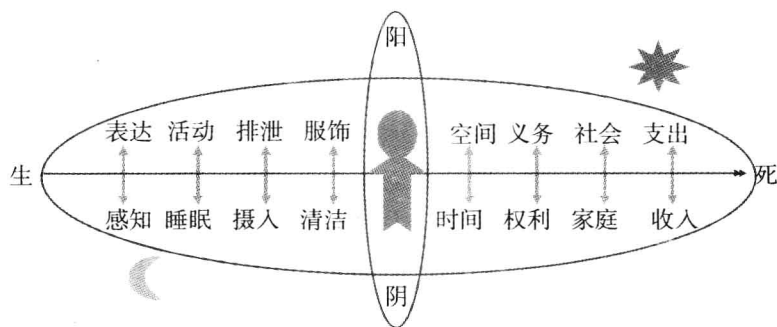 阳
表达 活动 排泄 服饰 空间 义务 社会 支出
生 死
感知 睡眠 摄入 清洁 时间 权利 家庭 收入
阴